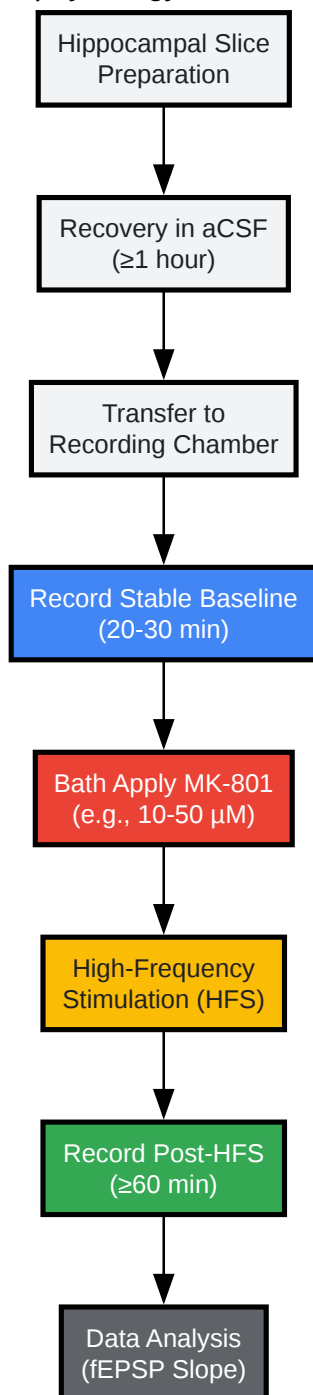 Hippocampal Slice
Preparation
Recovery in aCSF
(≥1 hour)
Transfer to
Recording Chamber
Record Stable Baseline
(20-30 min)
Bath Apply MK-801
(e.g., 10-50 µM)
High-Frequency
Stimulation (HFS)
Record Post-HFS
(≥60 min)
Data Analysis
(fEPSP Slope)